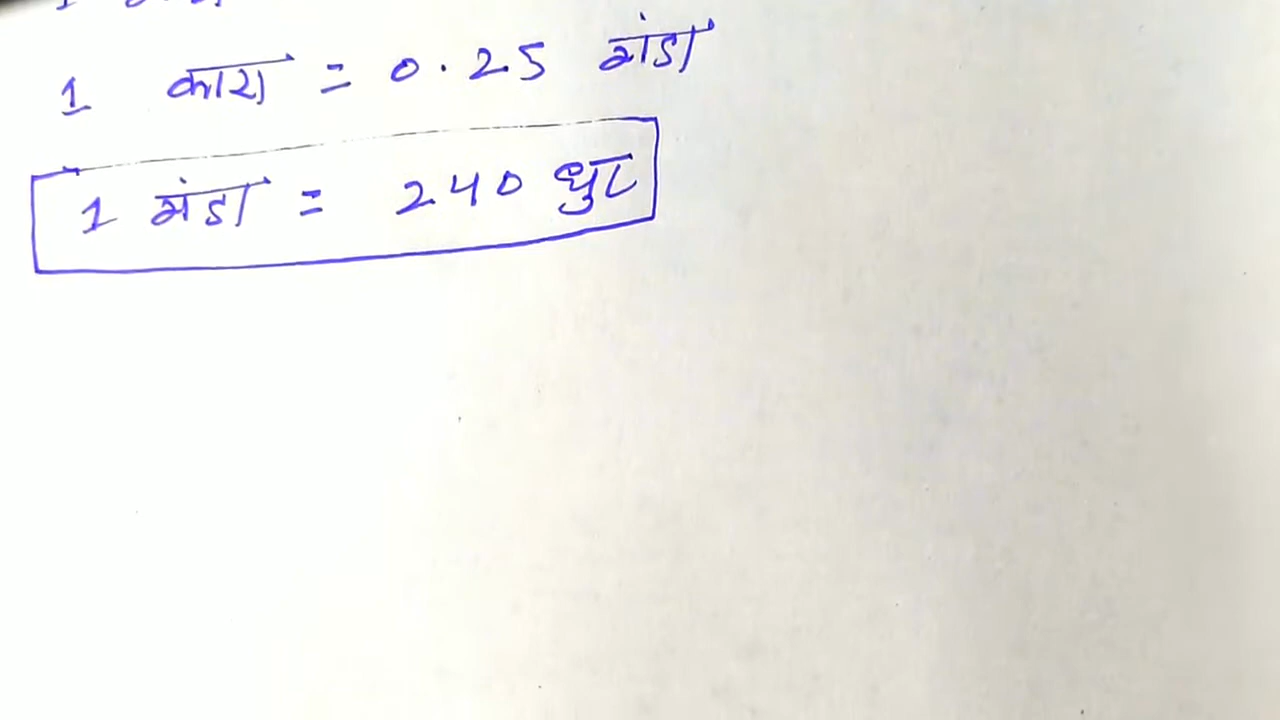 1 कारा = 0.25 गंडा
1 गंडा = 240 धुर